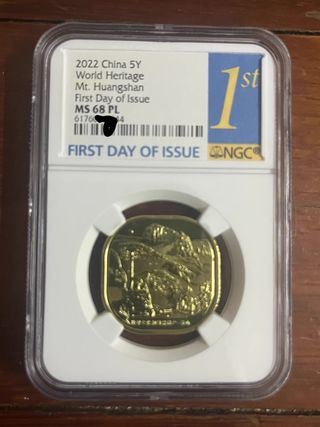 2022 China 5Y
World Heritage
Mt. Huangshan
First Day of Issue
MS 68 PL
1st
FIRST DAY OF ISSUE
NGC®